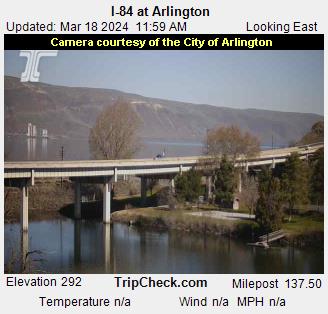 I-84 at Arlington
Updated: Mar 18 2024 11:59 AM Looking East
Camera courtesy of the City of Arlington
Elevation 292 TripCheck.com Milepost 137.50
Temperature n/a Wind n/a MPH n/a